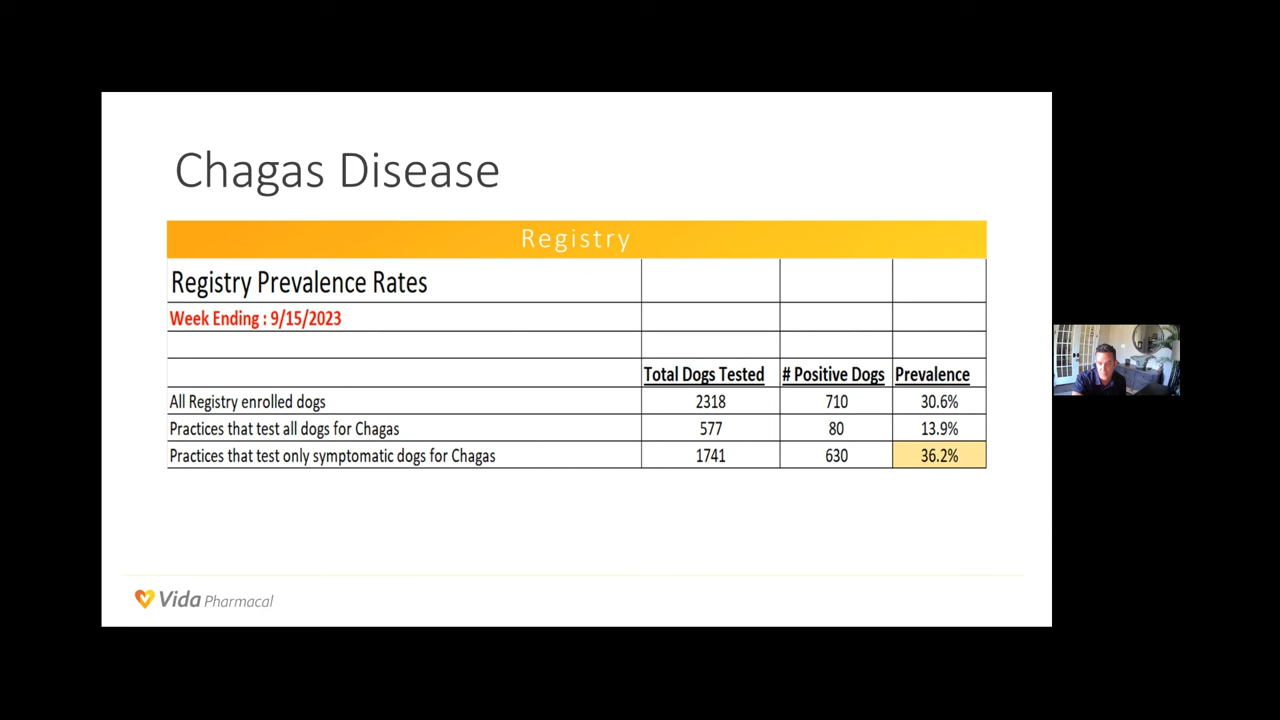 Chagas Disease
Registry
Registry Prevalence Rates
Week Ending : 9/15/2023
Total Dogs Tested # Positive Dogs Prevalence
All Registry enrolled dogs 2318 710 30.6%
Practices that test all dogs for Chagas 577 80 13.9%
Practices that test only symptomatic dogs for Chagas 1741 630 36.2%
Vida Pharmacal